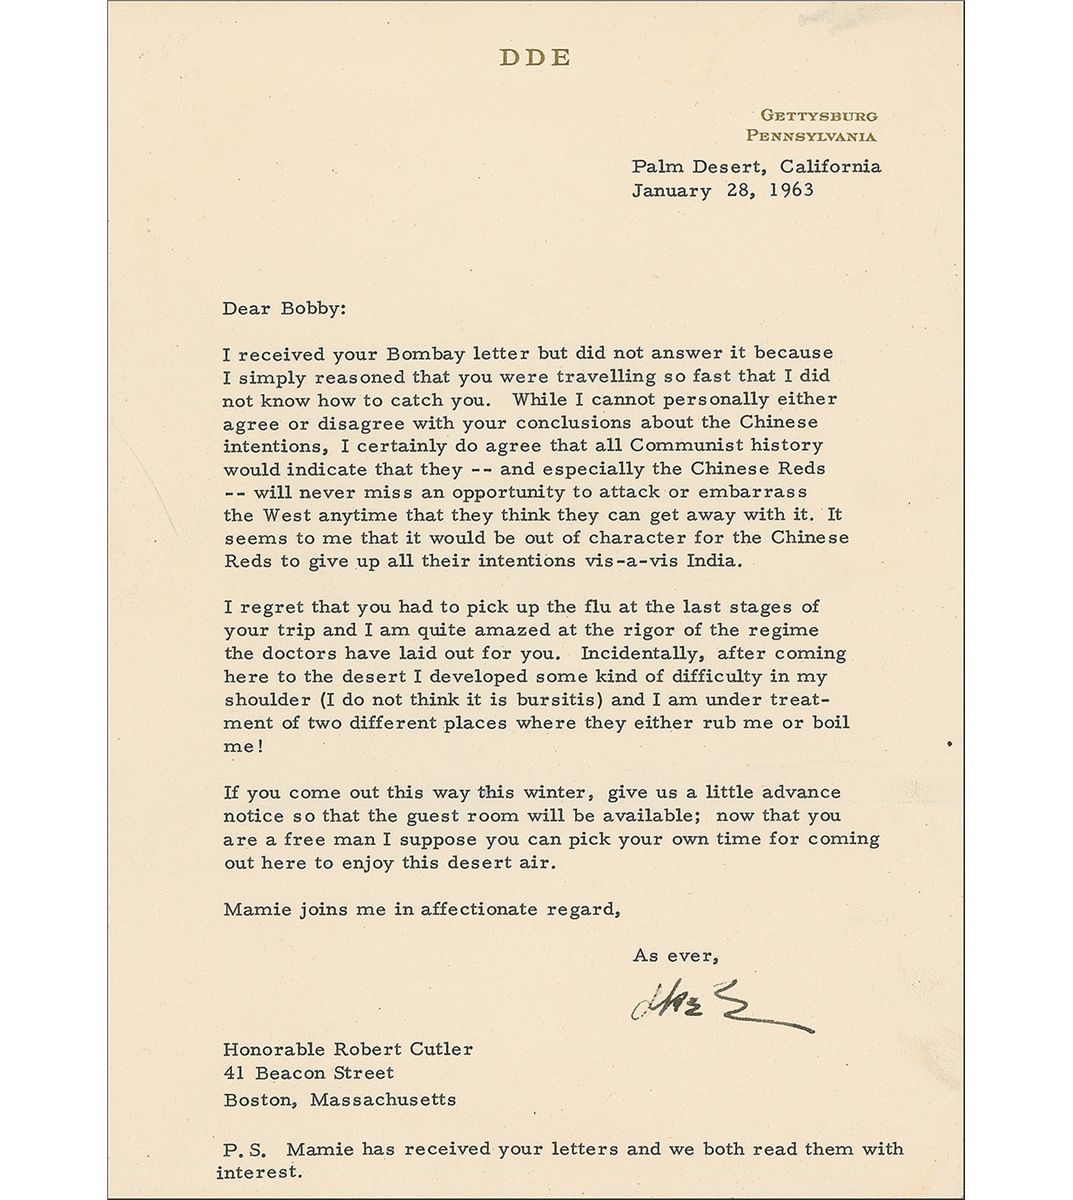 DDE
GETTYSBURG
PENNSYLVANIA
Palm Desert, California
January 28, 1963
Dear Bobby:
I received your Bombay letter but did not answer it because
I simply reasoned that you were travelling so fast that I did
not know how to catch you. While I cannot personally either
agree or disagree with your conclusions about the Chinese
intentions, I certainly do agree that all Communist history
would indicate that they -- and especially the Chinese Reds
-- will never miss an opportunity to attack or embarrass
the West anytime that they think they can get away with it. It
seems to me that it would be out of character for the Chinese
Reds to give up all their intentions vis-a-vis India.
I regret that you had to pick up the flu at the last stages of
your trip and I am quite amazed at the rigor of the regime
the doctors have laid out for you. Incidentally, after coming
here to the desert I developed some kind of difficulty in my
shoulder (I do not think it is bursitis) and I am under treat-
ment of two different places where they either rub me or boil
me!
If you come out this way this winter, give us a little advance
notice so that the guest room will be available; now that you
are a free man I suppose you can pick your own time for coming
out here to enjoy this desert air.
Mamie joins me in affectionate regard,
As ever,
Honorable Robert Cutler
41 Beacon Street
Boston, Massachusetts
P.S. Mamie has received your letters and we both read them with
interest.